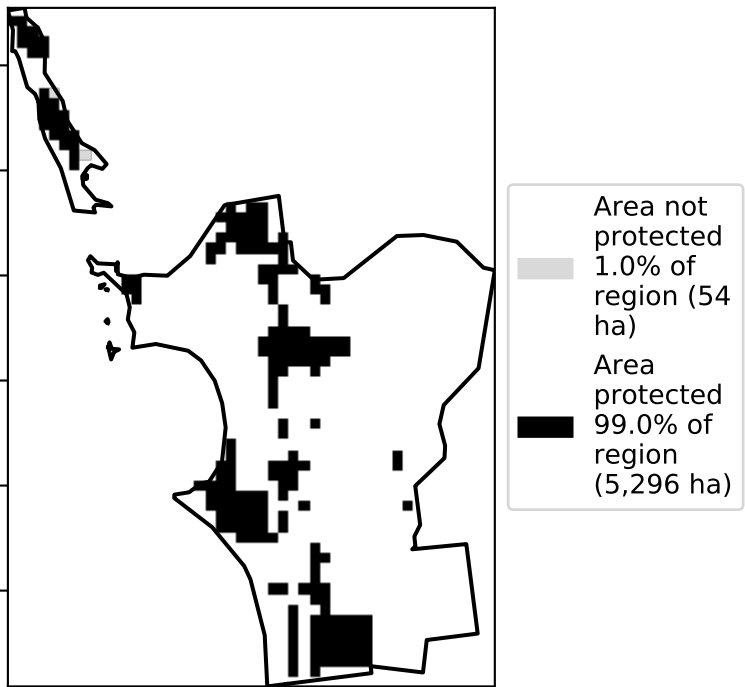 Area not
protected
1.0% of
region (54
ha)
Area
protected
99.0% of
region
(5,296 ha)